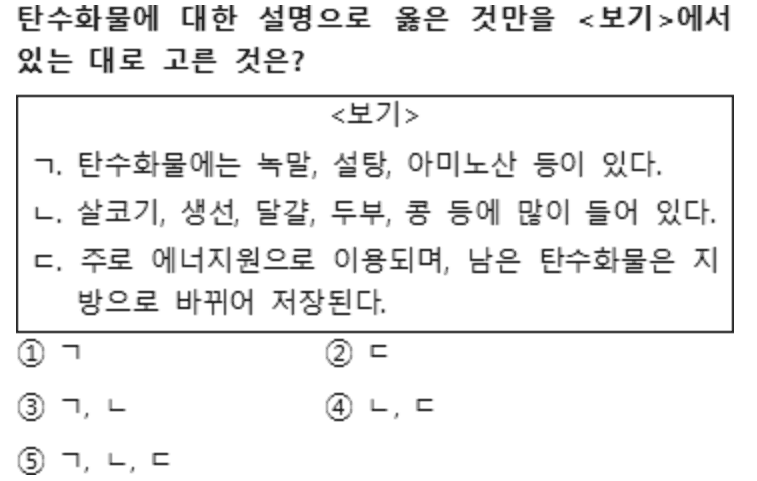 탄수화물에 대한 설명으로 옳은 것만을 <보기>에서
있는 대로 고른 것은?
<보기>
ㄱ. 탄수화물에는 녹말, 설탕, 아미노산 등이 있다.
ㄴ. 살코기, 생선, 달걀, 두부, 콩 등에 많이 들어 있다.
ㄷ. 주로 에너지원으로 이용되며, 남은 탄수화물은 지
방으로 바뀌어 저장된다.
① ㄱ ② ㄷ
③ ㄱ, ㄴ ④ ㄴ, ㄷ
⑤ ㄱ, ㄴ, ㄷ